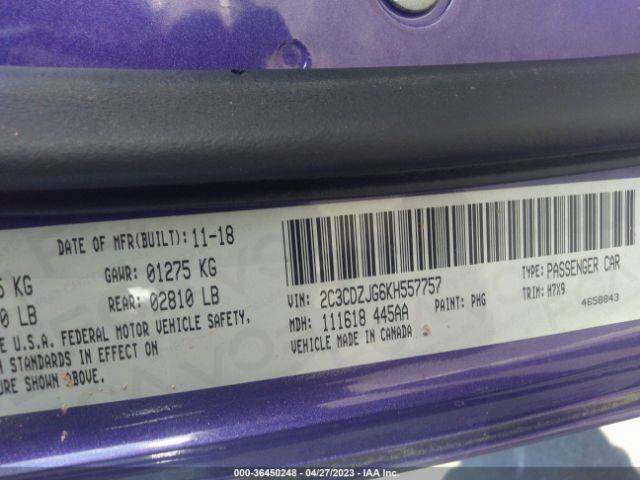 DATE OF MFR(BUILT): 11-18
KG
GAWR: 01275 KG
0 LB
REAR: 02810 LB
U.S.A. FEDERAL MOTOR VEHICLE SAFETY,
STANDARDS IN EFFECT ON
SHOWN ABOVE.
VIN: 2C3CDZJG6KH557757
TYPE: PASSENGER CAR
MDH: 111618 445AA
PAINT: PHG
TRIM: H7X9
VEHICLE MADE IN CANADA
4658843
000-36450248 - 04/27/2023 - IAA Inc.